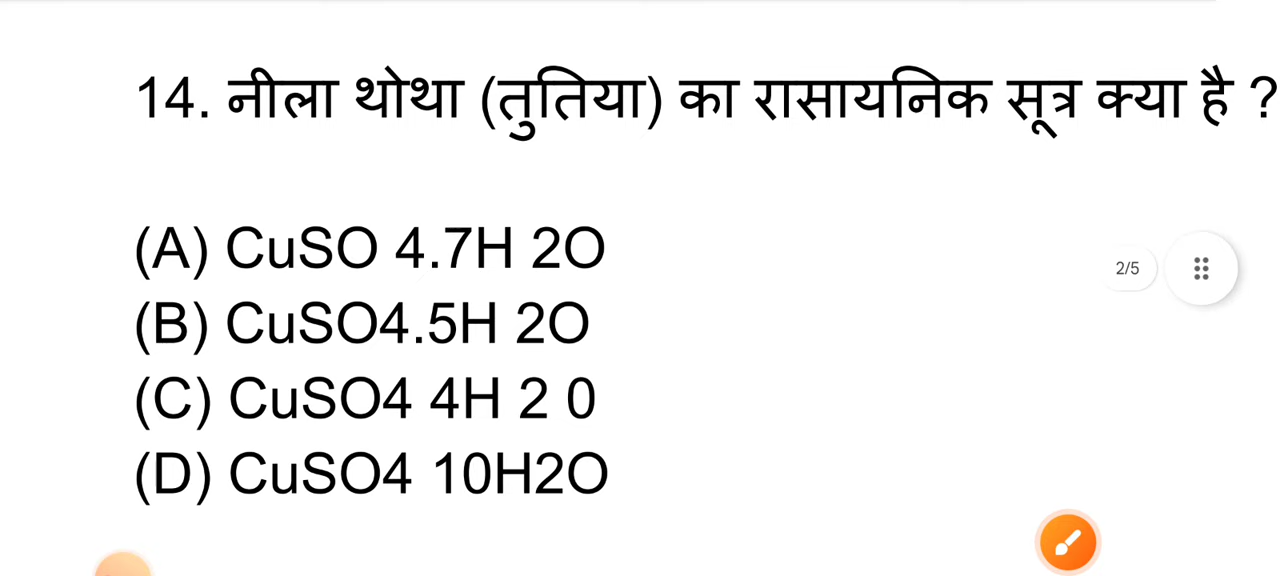 14. नीला थोथा (तुतिया) का रासायनिक सूत्र क्या है ?
(A) CuSO 4.7H 2O
2/5
(B) CuSO4.5H 2O
(C) CuSO4 4H 2 0
(D) CuSO4 10H2O